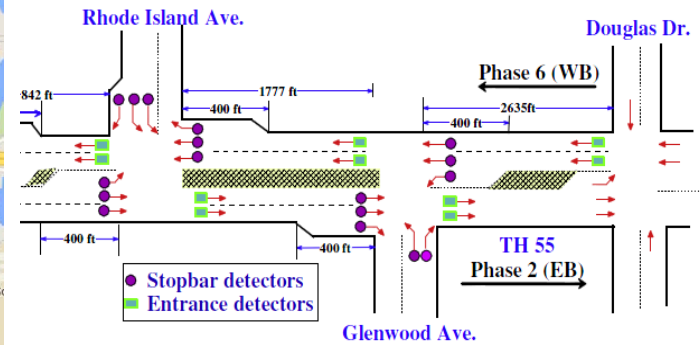 Rhode Island Ave.
Douglas Dr.
Phase 6 (WB)
842 ft
1777 ft
400 ft
2635ft
400 ft
400 ft
400 ft
TH 55
Phase 2 (EB)
Stopbar detectors
Entrance detectors
Glenwood Ave.